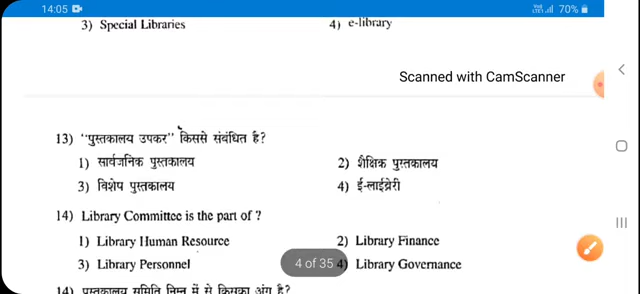 14:05 70%
3) Special Libraries 4) e-library
Scanned with CamScanner
13) "पुस्तकालय उपकर" किससे संबंधित है?
1) सार्वजनिक पुस्तकालय 2) शैक्षिक पुस्तकालय
3) विशेष पुस्तकालय 4) ई-लाईब्रेरी
14) Library Committee is the part of ?
1) Library Human Resource 2) Library Finance
3) Library Personnel 4 of 35 4) Library Governance
14) पुस्तकालय समिति निम्न में से किसका अंग है?